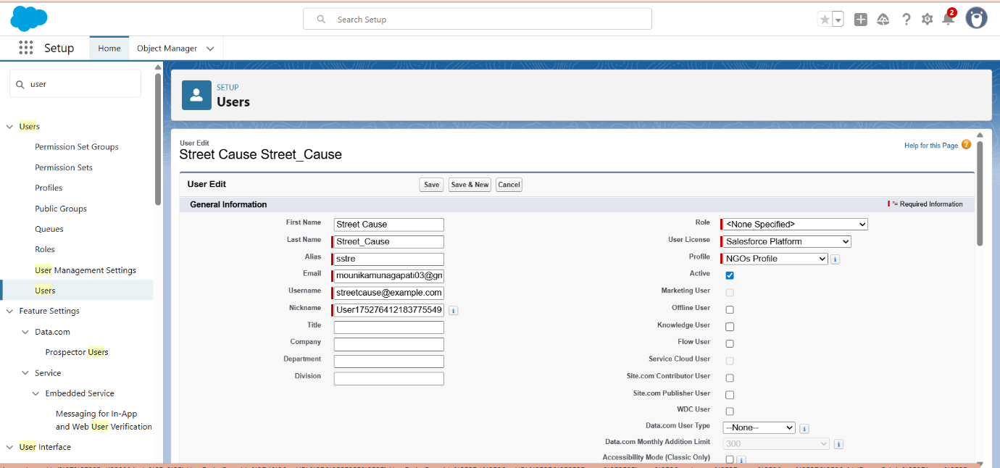 Search Setup
2
Setup
Home
Object Manager
user
Users
Permission Set Groups
Permission Sets
Profiles
Public Groups
Queues
Roles
User Management Settings
Users
Feature Settings
Data.com
Prospector Users
Service
Embedded Service
Messaging for In-App
and Web User Verification
User Interface
SETUP
Users
User Edit
Street Cause Street_Cause
Help for this Page ?
User Edit
Save
Save & New
Cancel
General Information
= Required Information
First Name Street Cause
Last Name Street_Cause
Alias sstre
Email mounikamunagapati03@gm
Username streetcause@example.com
Nickname User175276412183775549 i
Title
Company
Department
Division
Role <None Specified>
User License Salesforce Platform
Profile NGOs Profile i
Active
Marketing User
Offline User
Knowledge User
Flow User
Service Cloud User
Site.com Contributor User
Site.com Publisher User
WDC User
Data.com User Type --None-- i
Data.com Monthly Addition Limit 300 i
Accessibility Mode (Classic Only) i